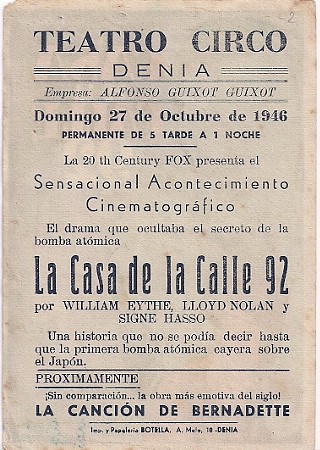 2
TEATRO CIRCO
DENIA
Empresa: ALFONSO GUIXOT GUIXOT
Domingo 27 de Octubre de 1946
PERMANENTE DE 5 TARDE A 1 NOCHE
La 20 th Century FOX presenta el
Sensacional Acontecimiento
Cinematográfico
El drama que ocultaba el secreto de la
bomba atómica
La Casa de la Calle 92
por WILLIAM EYTHE, LLOYD NOLAN y
SIGNE HASSO
Una historia que no se podía decir hasta
que la primera bomba atómica cayera sobre
el Japón.
PROXIMAMENTE
¡Sin comparación... la obra más emotiva del siglo!
LA CANCIÓN DE BERNADETTE
Imp. y Papelería BOTELLA, A. Mole, 10 -DENIA